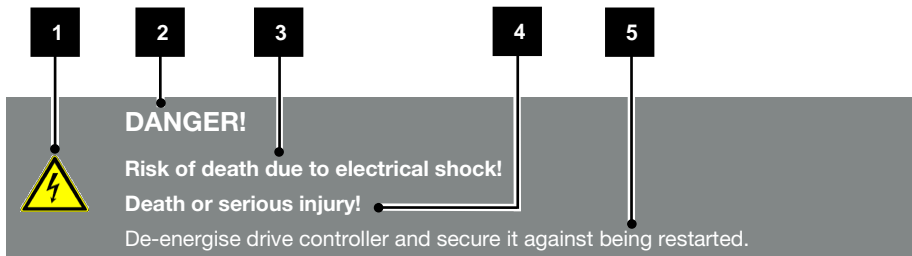 1 2 3 4 5
DANGER!
Risk of death due to electrical shock!
Death or serious injury!
De-energise drive controller and secure it against being restarted.